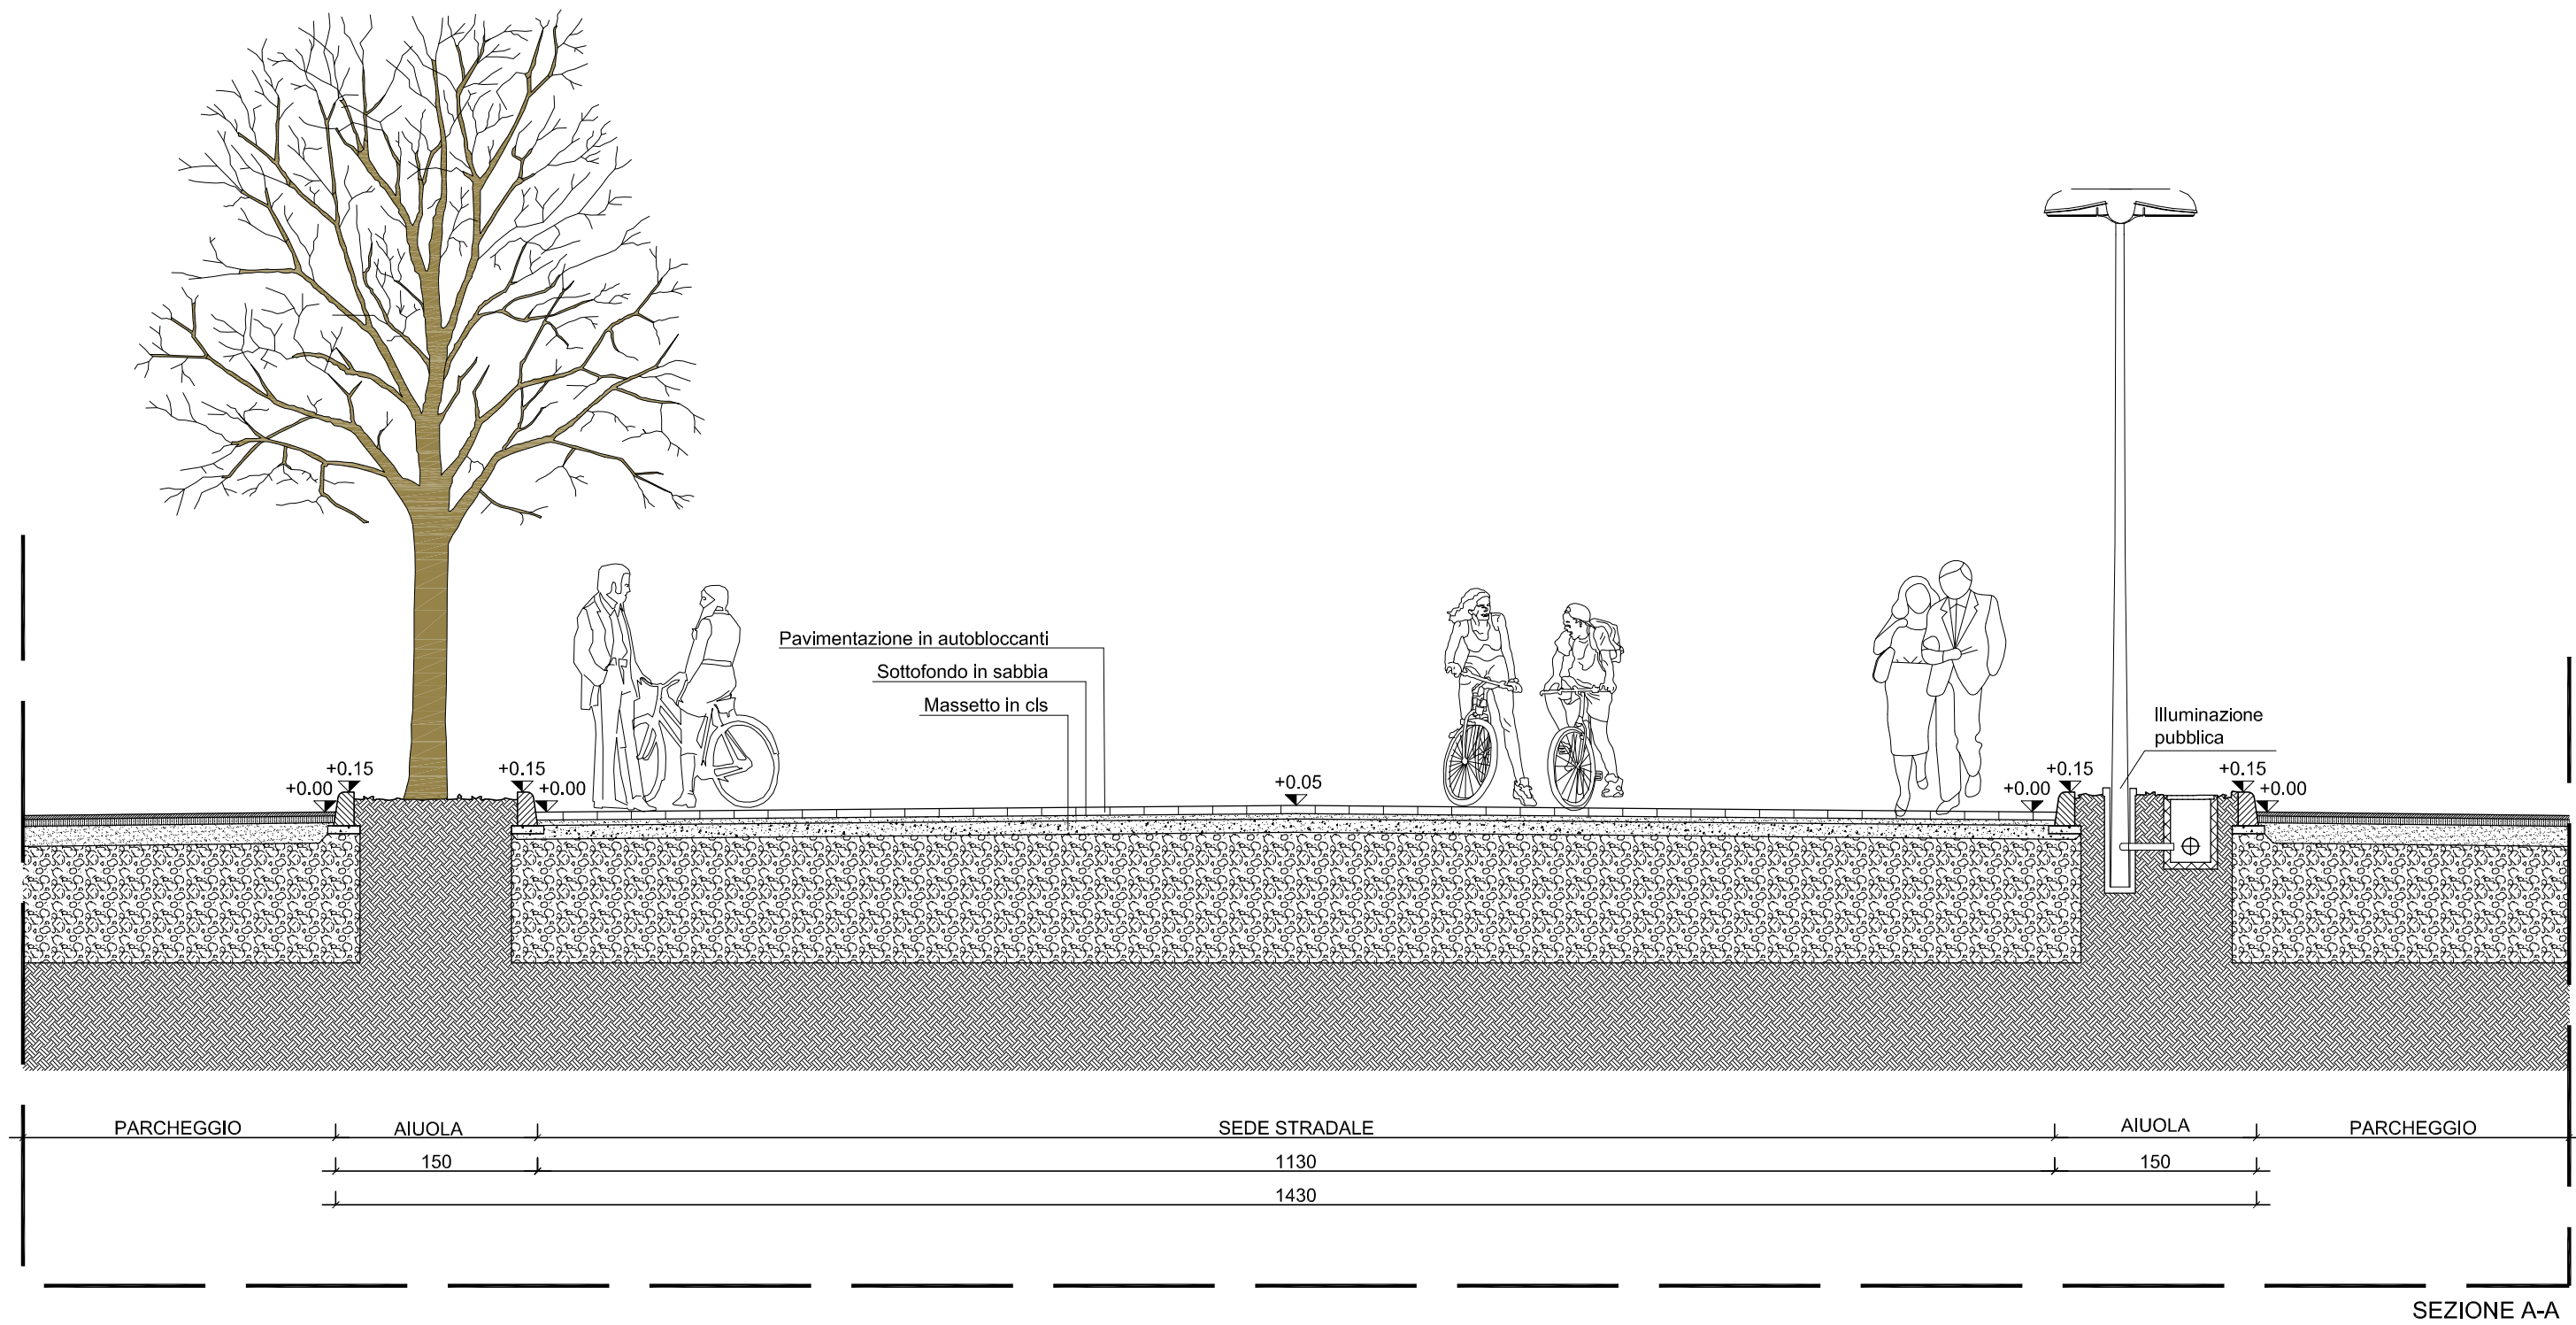 Pavimentazione in autobloccanti
Sottofondo in sabbia
Massetto in cls
Illuminazione
pubblica
+0.00
+0.15
+0.15
+0.00
+0.05
+0.00
+0.15
+0.15
+0.00
PARCHEGGIO
AIUOLA
SEDE STRADALE
AIUOLA
PARCHEGGIO
150
1130
150
1430
SEZIONE A-A